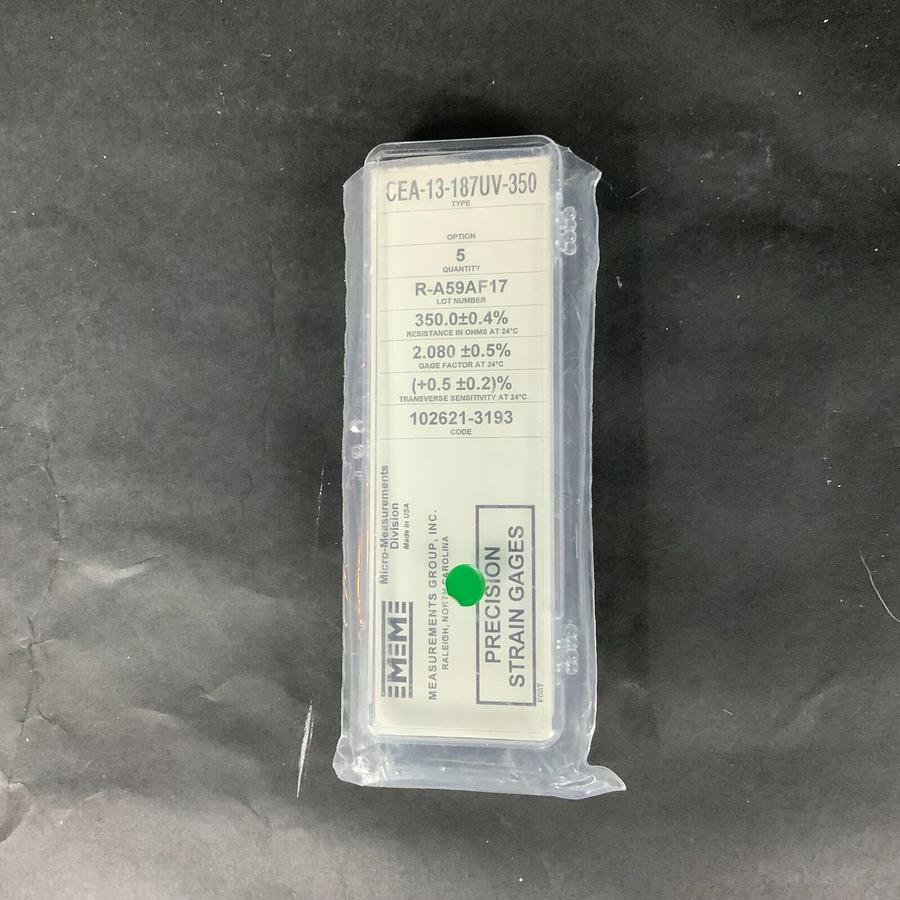 CEA-13-187UV-350
TYPE
OPTION
5
QUANTITY
R-A59AF17
LOT NUMBER
350.0±0.4%
RESISTANCE IN OHMS AT 24°C
2.080 ±0.5%
GAGE FACTOR AT 24°C
(+0.5 ±0.2)%
TRANSVERSE SENSITIVITY AT 24°C
102621-3193
CODE
Micro-Measurements
Division
Made in USA
MM
MEASUREMENTS GROUP, INC.
RALEIGH, NORTH CAROLINA
PRECISION
STRAIN GAGES
F007